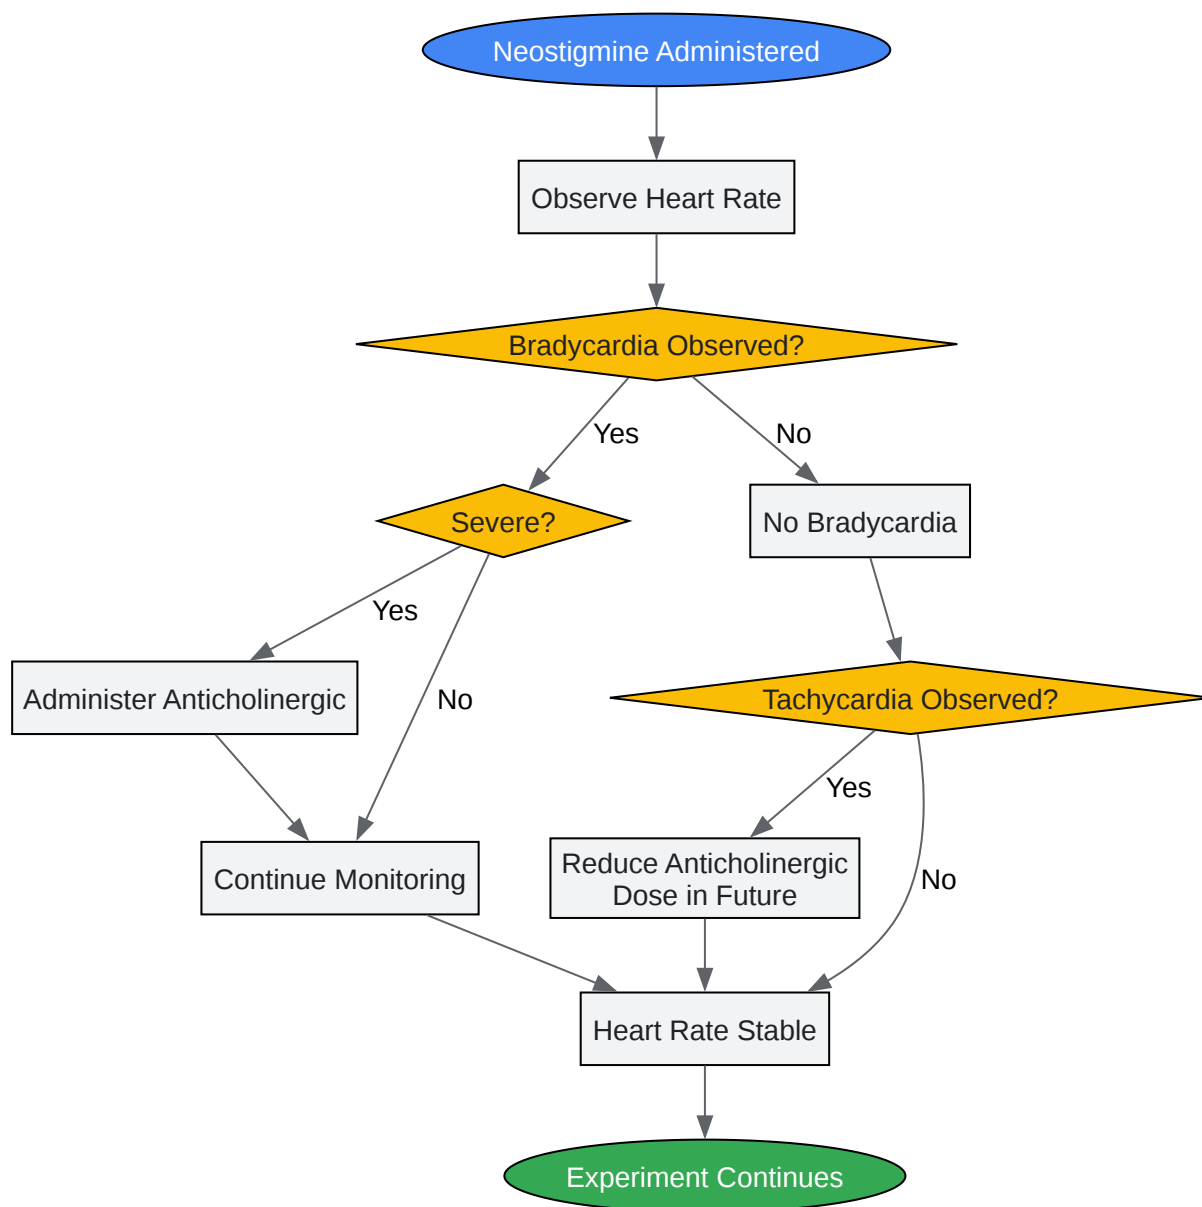 Neostigmine Administered
Observe Heart Rate
Bradycardia Observed?
Yes
No
Severe?
No Bradycardia
Yes
Administer Anticholinergic
No
Tachycardia Observed?
Yes
Continue Monitoring
Reduce Anticholinergic
Dose in Future
No
Heart Rate Stable
Experiment Continues